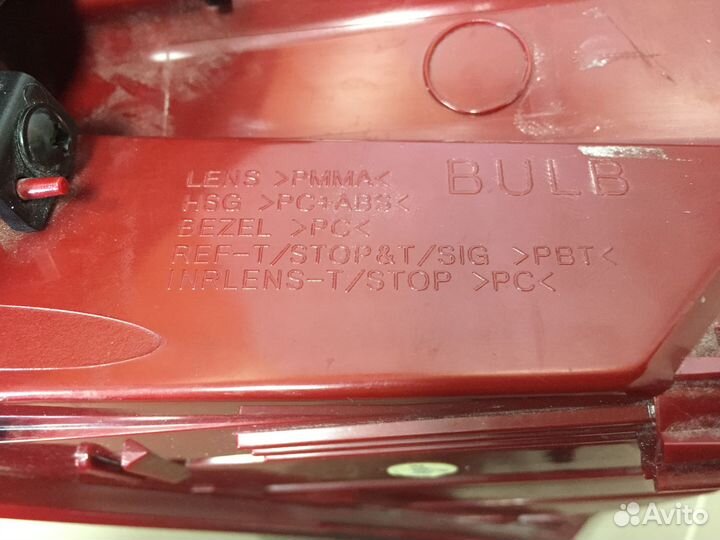 BULB
LENS >PMMA<
HSG >PC+ABS<
BEZEL >PC<
REF-T/STOP&T/SIG >PBT<
INRLENS-T/STOP >PC<
Avito